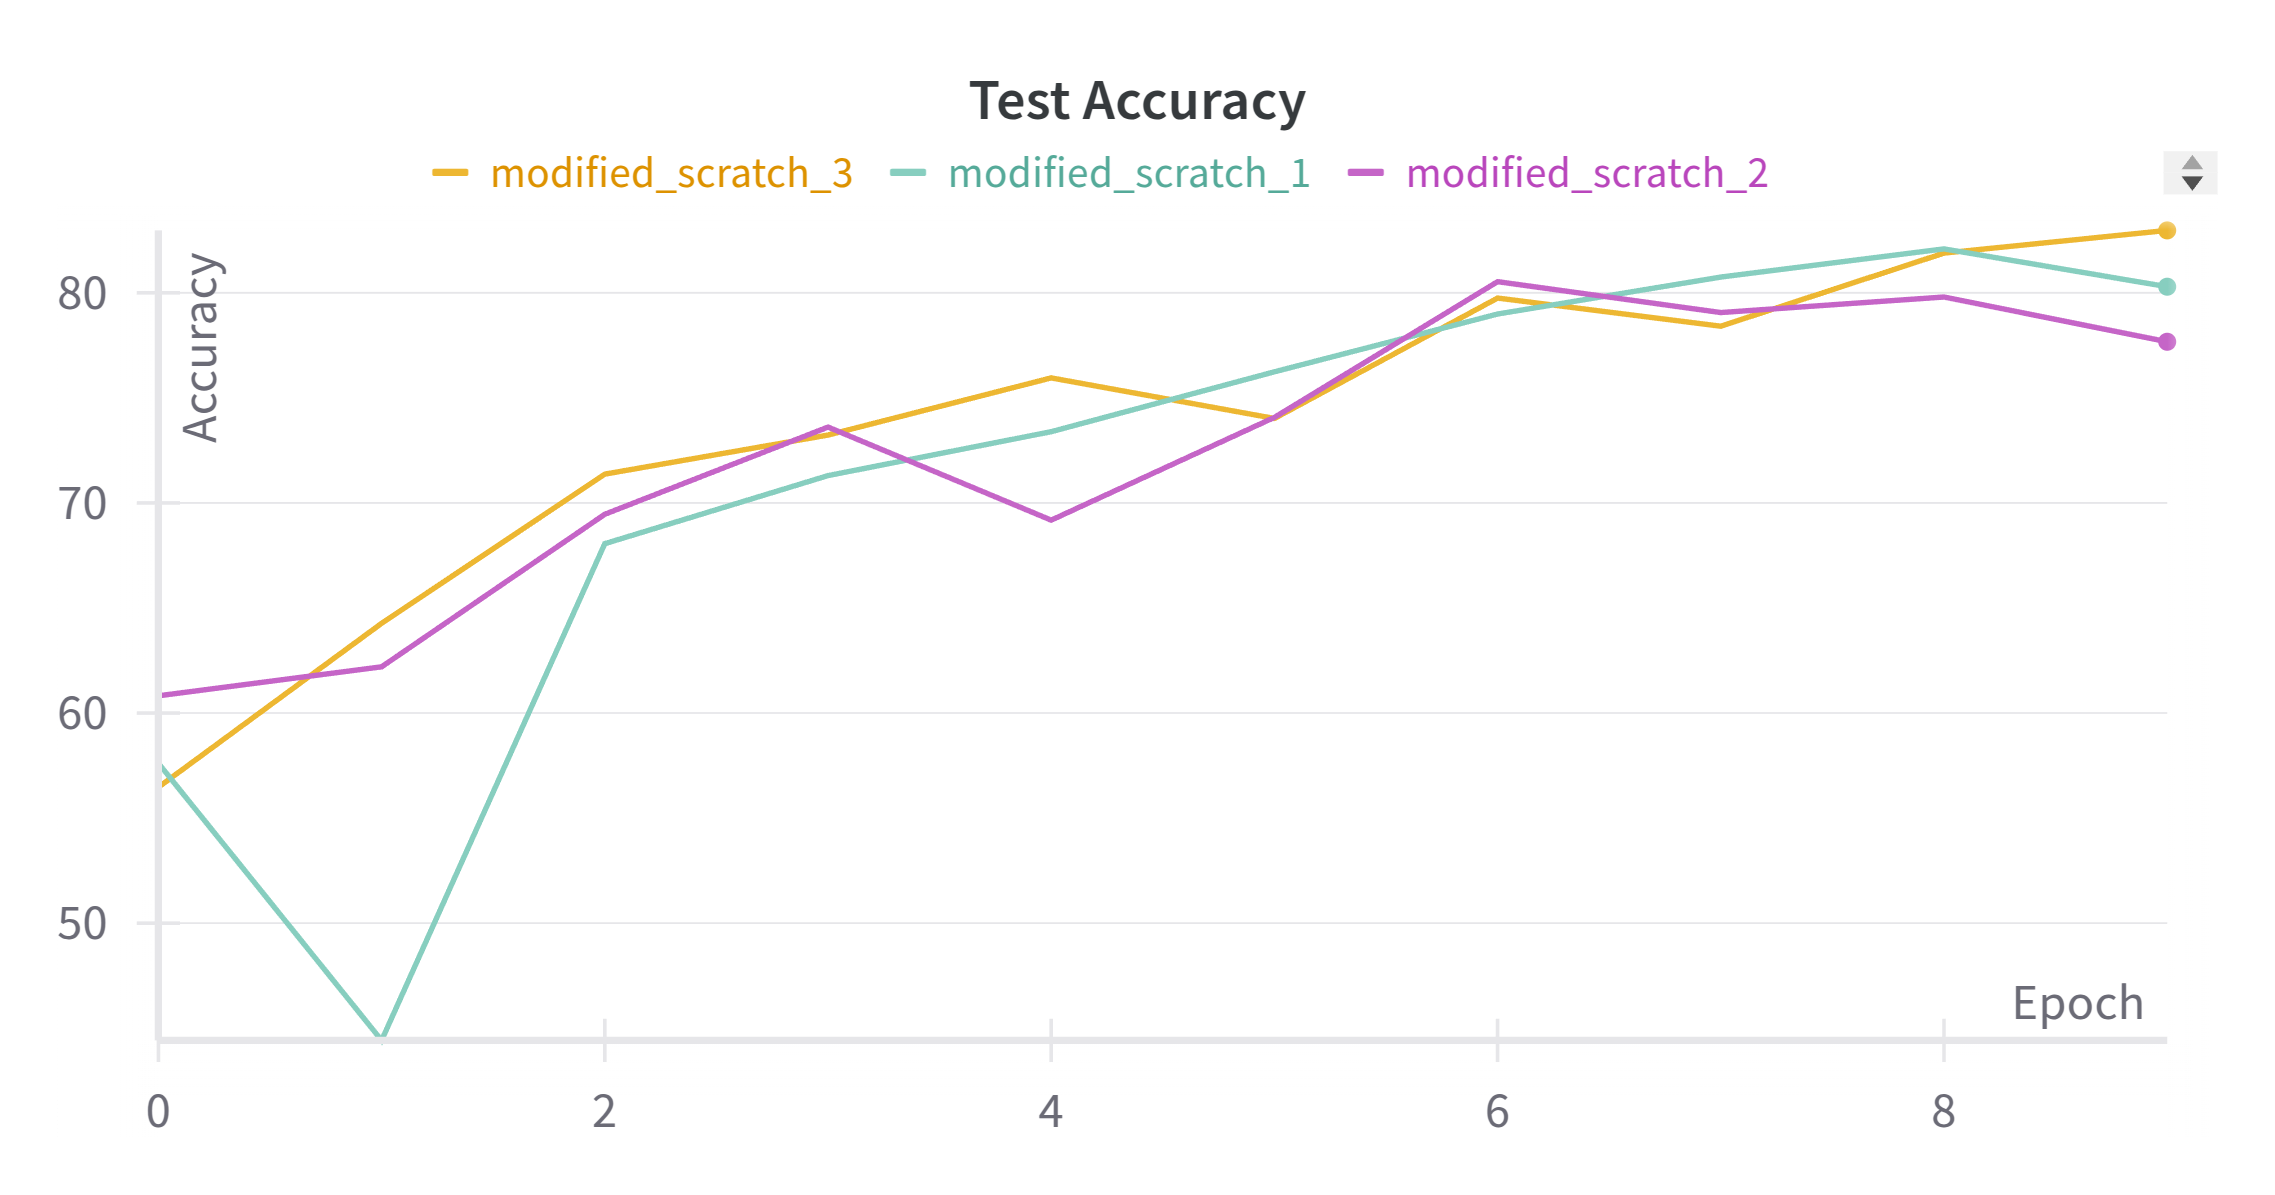 Test Accuracy
modified_scratch_3 modified_scratch_1 modified_scratch_2
Accuracy
80
70
60
50
Epoch
0 2 4 6 8